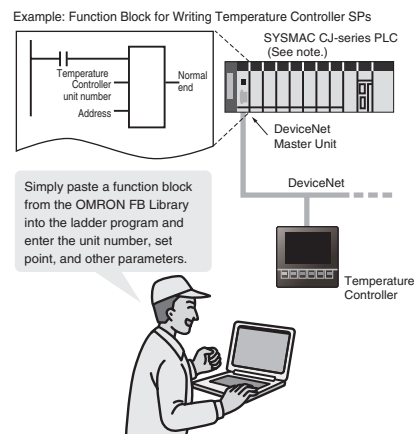 Example: Function Block for Writing Temperature Controller SPs
SYSMAC CJ-series PLC
(See note.)
Temperature
Controller
unit number
Address
Normal
end
DeviceNet
Master Unit
DeviceNet
Simply paste a function block
from the OMRON FB Library
into the ladder program and
enter the unit number, set
point, and other parameters.
Temperature
Controller